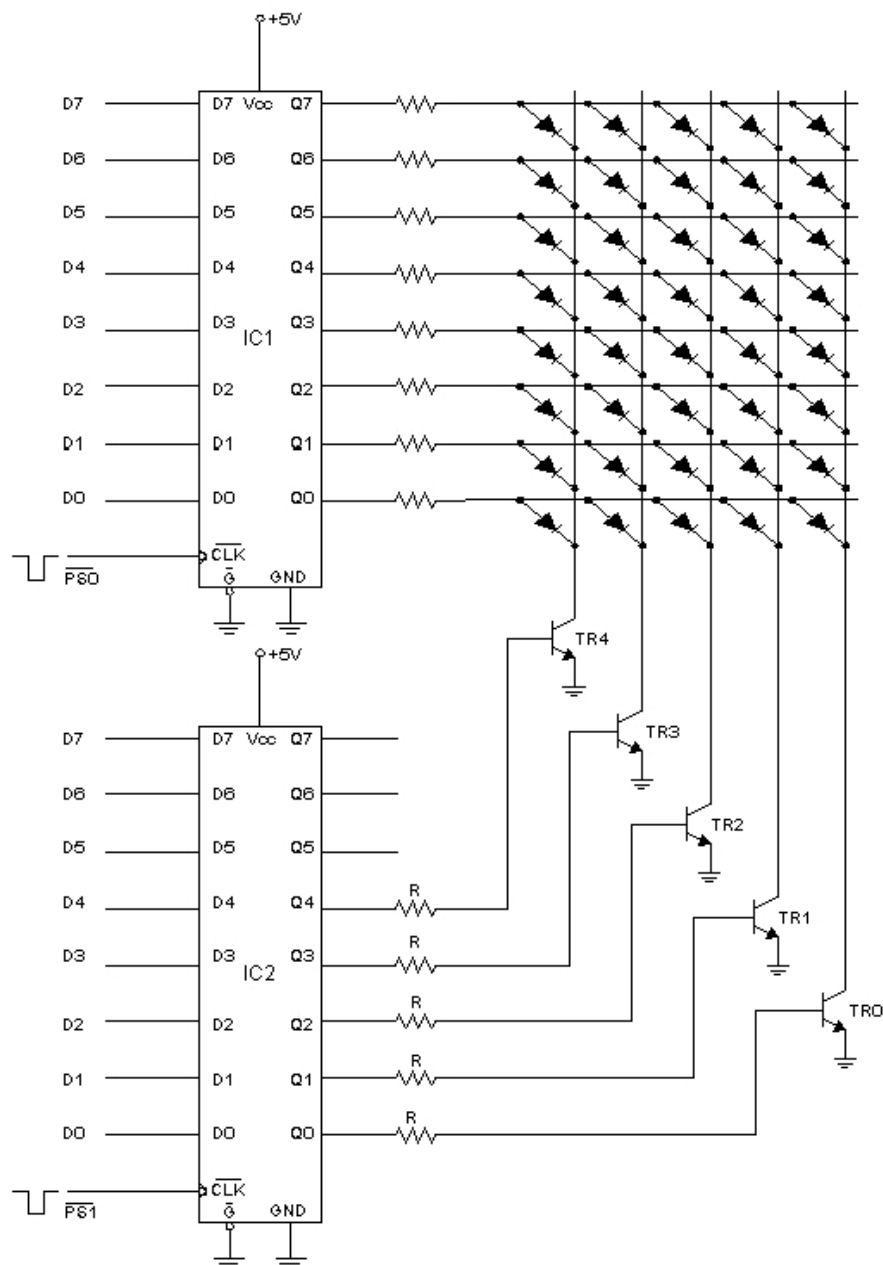 +5V
D7 D7 Vcc Q7
D6 D6 Q6
D5 D5 Q5
D4 D4 Q4
D3 D3 Q3
IC1
D2 D2 Q2
D1 D1 Q1
D0 D0 Q0
CLK
PS0
G GND
TR4
+5V
TR3
D7 D7 Vcc Q7
D6 D6 Q6
TR2
D5 D5 Q5
R
D4 D4 Q4
TR1
R
D3 D3 Q3
IC2
R
TR0
D2 D2 Q2
R
D1 D1 Q1
R
D0 D0 Q0
CLK
PS1
G GND